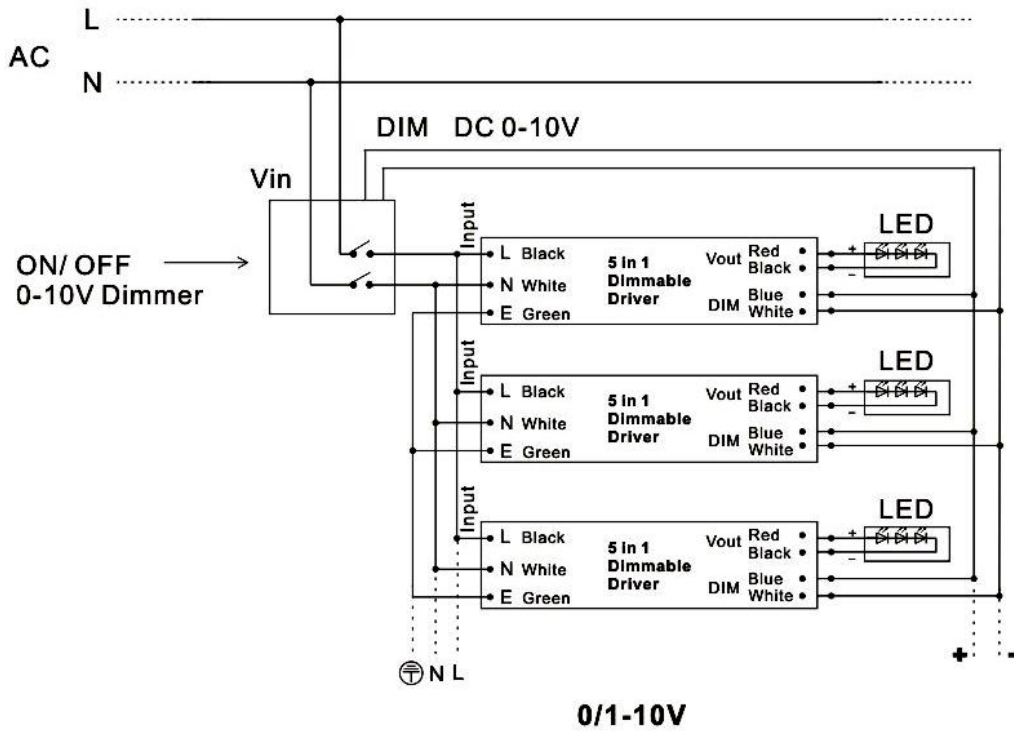 L
AC
N
DIM DC 0-10V
Vin
ON/ OFF
0-10V Dimmer
Input
L Black
N White
E Green
5 in 1
Dimmable
Driver
Vout Red
Black
DIM Blue
White
+
−
LED
Input
L Black
N White
E Green
5 in 1
Dimmable
Driver
Vout Red
Black
DIM Blue
White
+
−
LED
Input
L Black
N White
E Green
5 in 1
Dimmable
Driver
Vout Red
Black
DIM Blue
White
+
−
LED
N L
+ -
0/1-10V